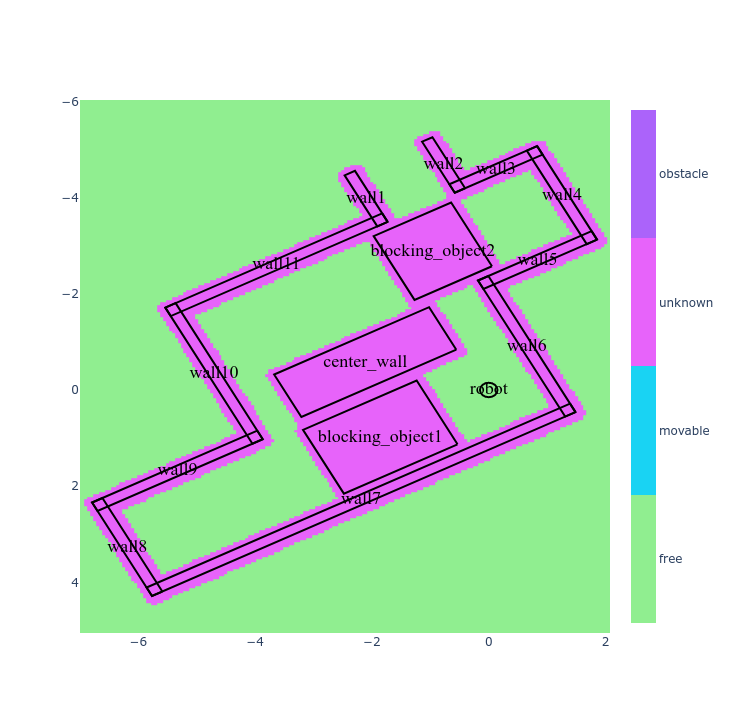 −6
−4
−2
0
2
4
−6
−4
−2
0
2
wall1
wall2
wall3
wall4
blocking_object2
wall5
wall11
wall6
center_wall
wall10
robot
blocking_object1
wall9
wall7
wall8
obstacle
unknown
movable
free